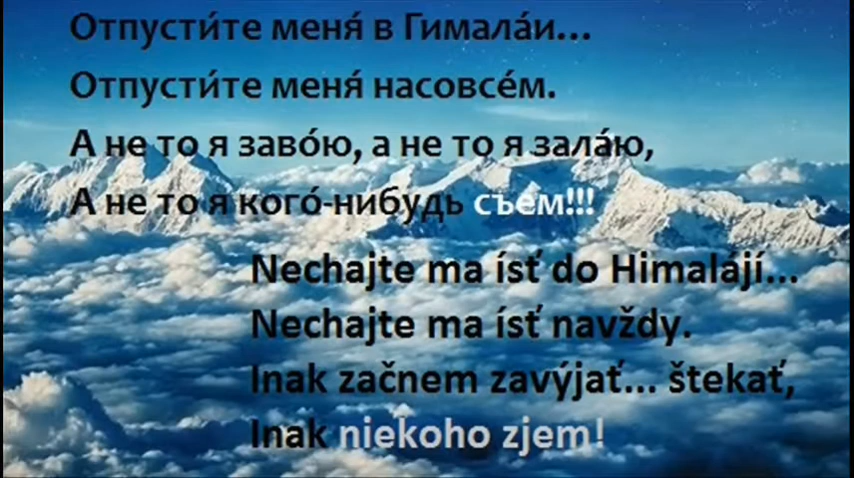 Отпусти́те меня́ в Гимала́и...
Отпусти́те меня́ насовсе́м.
А не то я заво́ю, а не то я зала́ю,
А не то я кого́-нибудь съем!!!
Nechajte ma ísť do Himalájí...
Nechajte ma ísť navždy.
Inak začnem zavýjať... štekať,
Inak niekoho zjem!